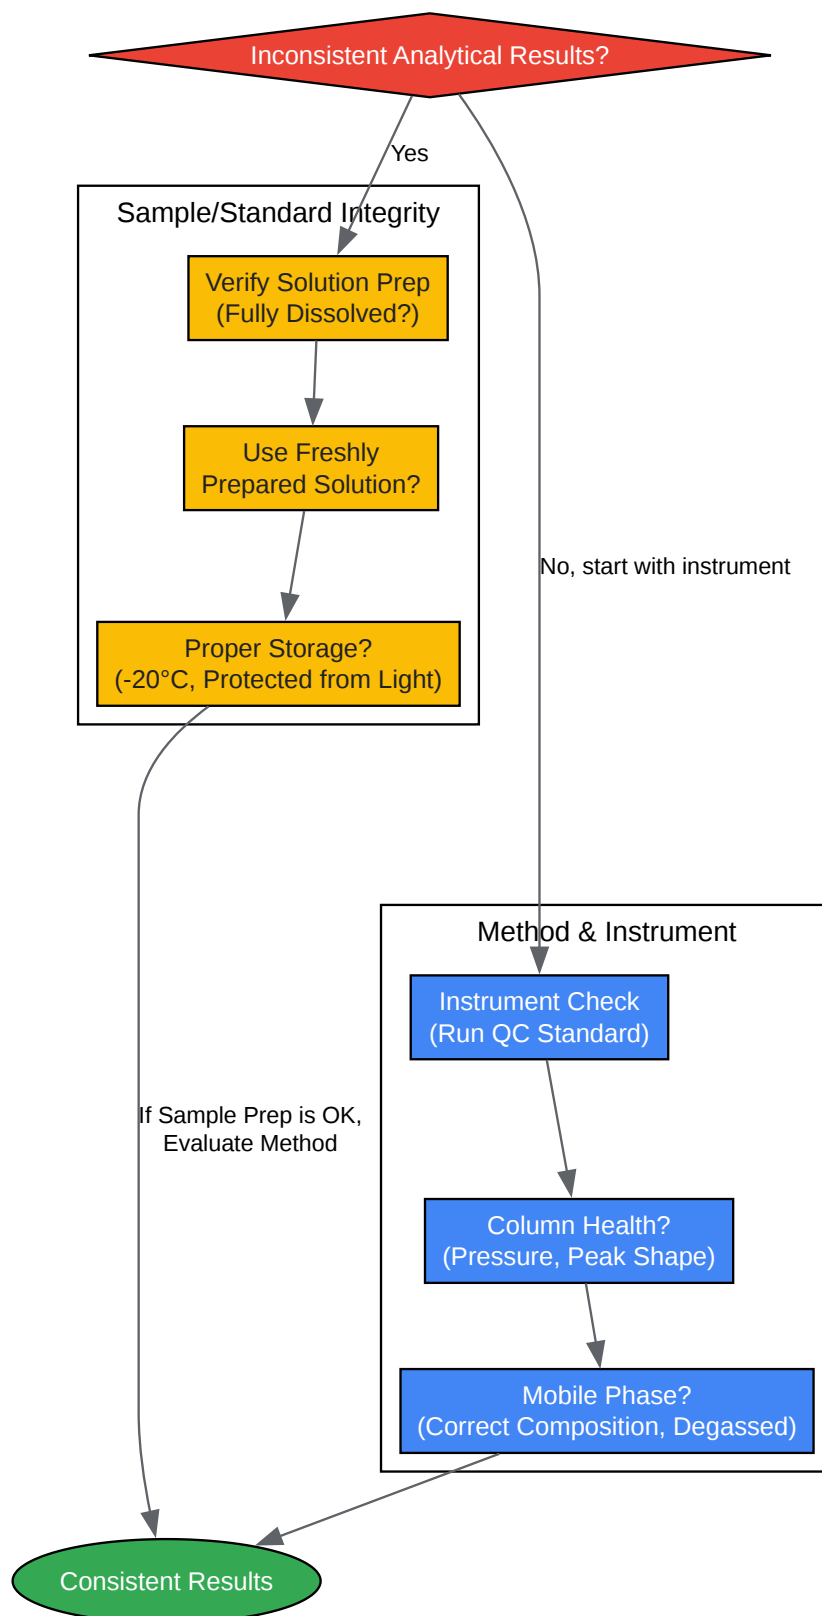 Inconsistent Analytical Results?
Yes
Sample/Standard Integrity
Verify Solution Prep
(Fully Dissolved?)
Use Freshly
Prepared Solution?
No, start with instrument
Proper Storage?
(-20°C, Protected from Light)
Method & Instrument
Instrument Check
(Run QC Standard)
If Sample Prep is OK,
Evaluate Method
Column Health?
(Pressure, Peak Shape)
Mobile Phase?
(Correct Composition, Degassed)
Consistent Results